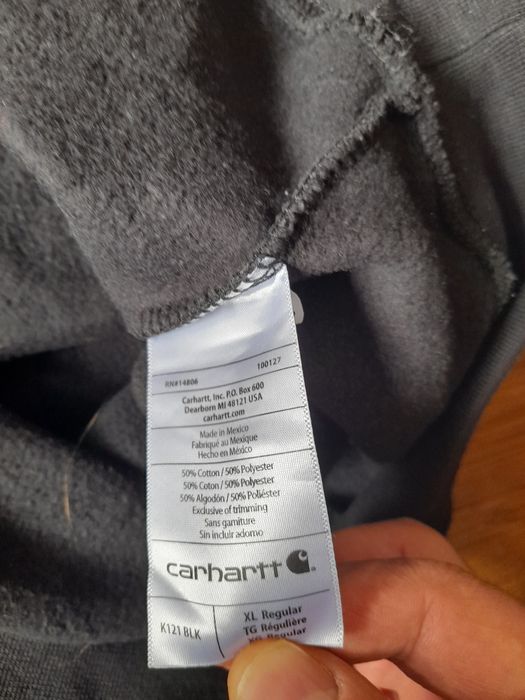 RN#14806 100127
Carhartt, Inc. P.O. Box 600
Dearborn MI 48121 USA
carhartt.com
Made in Mexico
Fabriqué au Mexique
Hecho en México
50% Cotton / 50% Polyester
50% Coton / 50% Polyester
50% Algodón / 50% Poliéster
Exclusive of trimming
Sans garniture
Sin incluir adorno
carhartt
K121 BLK
XL Regular
TG Régulière
XG Regular